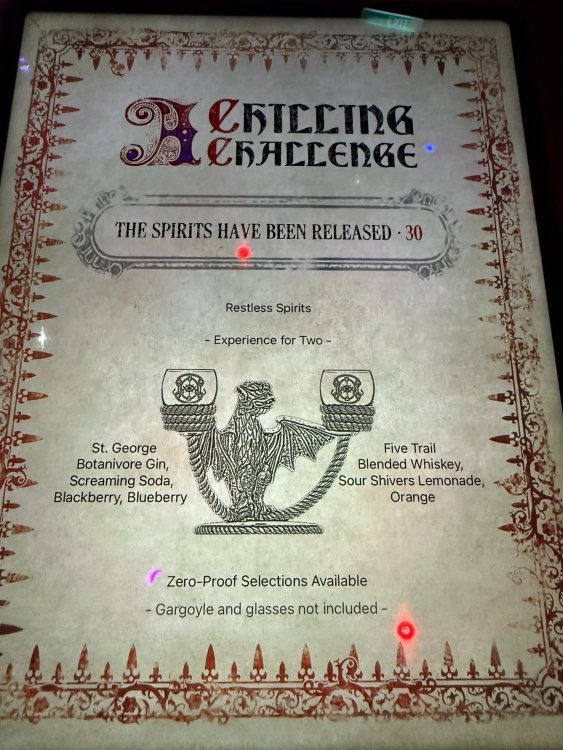 A CHILLING
CHALLENGE
THE SPIRITS HAVE BEEN RELEASED · 30
Restless Spirits
- Experience for Two -
St. George
Botanivore Gin,
Screaming Soda,
Blackberry, Blueberry
Five Trail
Blended Whiskey,
Sour Shivers Lemonade,
Orange
Zero-Proof Selections Available
- Gargoyle and glasses not included -